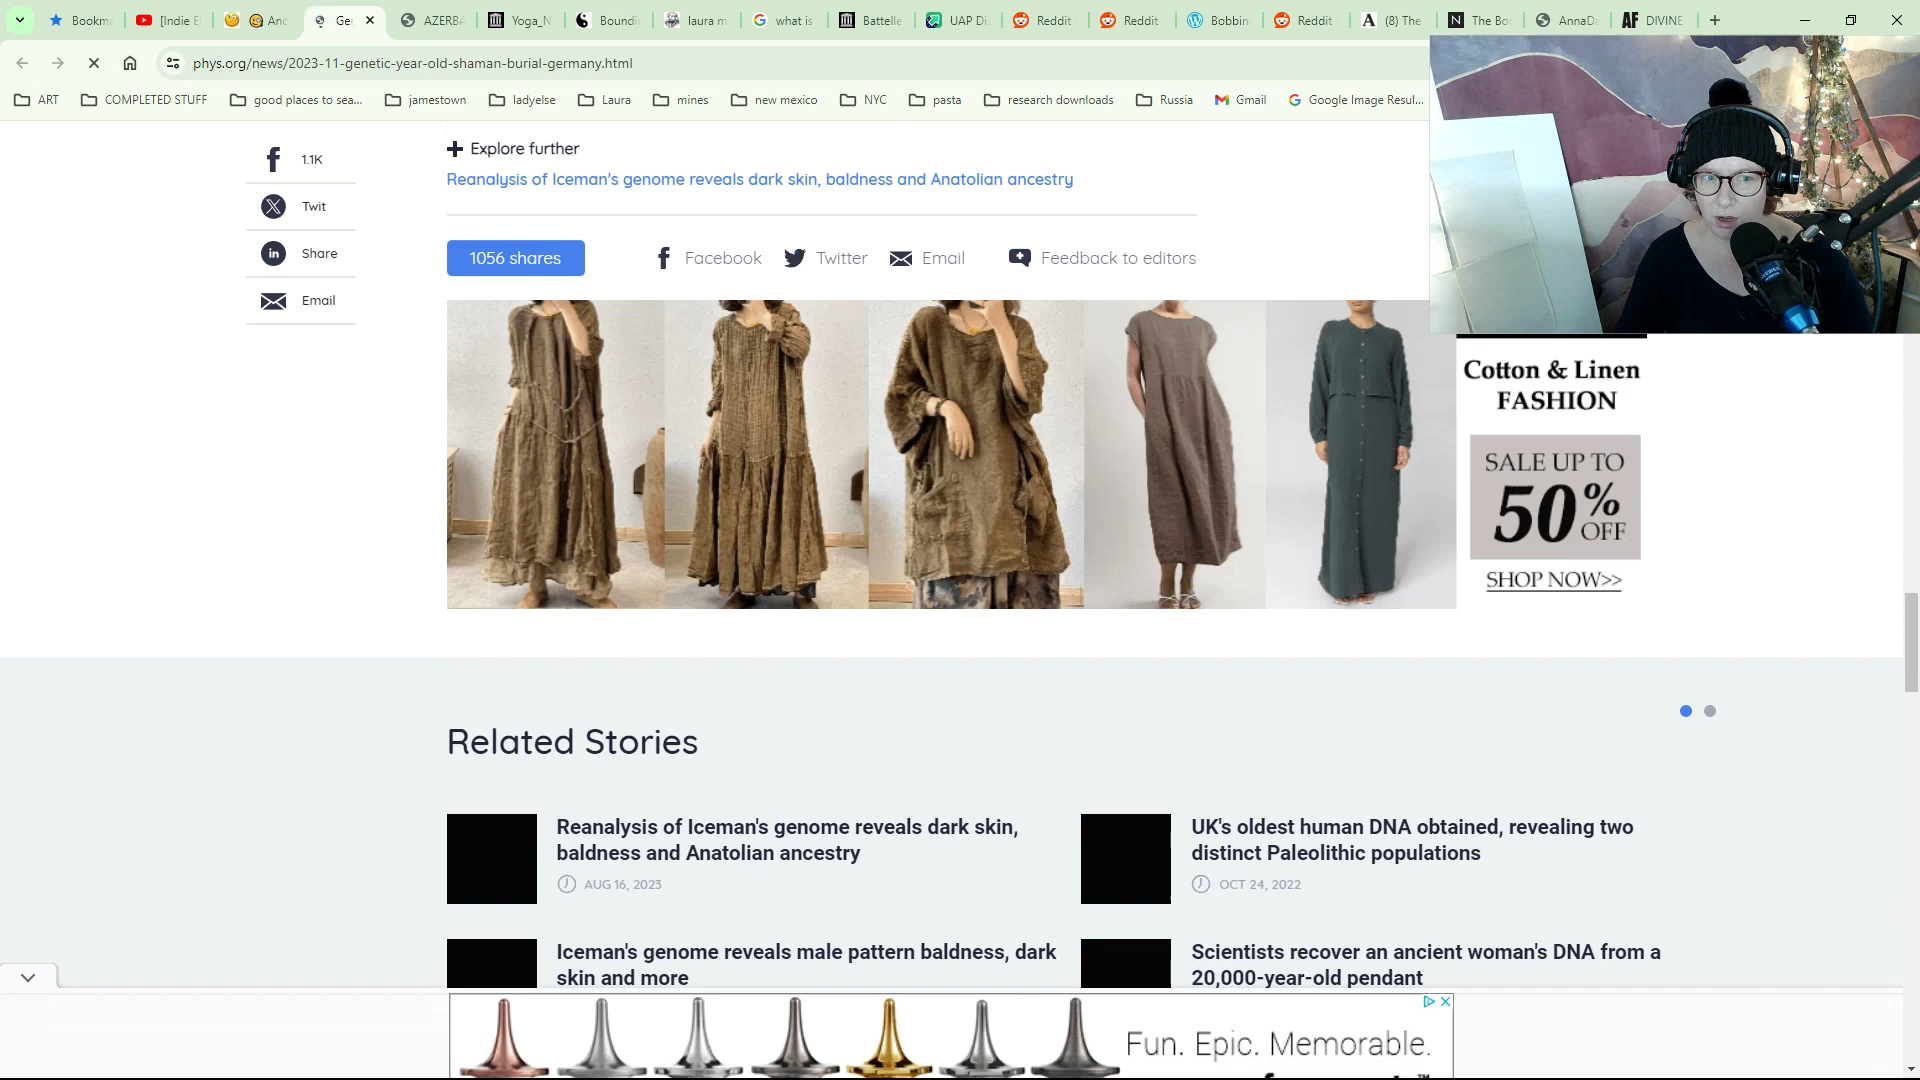 Bookma
[Indie E
Anc
Ge
AZERBA
Yoga_N
Boundi
laura m
what is
Battelle
UAP Di
Reddit
Reddit
Bobbin
Reddit
(8) The
The Bo
AnnaDa
DIVINE
phys.org/news/2023-11-genetic-year-old-shaman-burial-germany.html
ART
COMPLETED STUFF
good places to sea...
jamestown
ladyelse
Laura
mines
new mexico
NYC
pasta
research downloads
Russia
Gmail
Google Image Resul...
1.1K
Twit
Share
Email
Explore further
Reanalysis of Iceman's genome reveals dark skin, baldness and Anatolian ancestry
1056 shares
Facebook
Twitter
Email
Feedback to editors
Cotton & Linen
FASHION
SALE UP TO
50%
OFF
SHOP NOW>>
Related Stories
Reanalysis of Iceman's genome reveals dark skin,
baldness and Anatolian ancestry
AUG 16, 2023
UK's oldest human DNA obtained, revealing two
distinct Paleolithic populations
OCT 24, 2022
Iceman's genome reveals male pattern baldness, dark
skin and more
Scientists recover an ancient woman's DNA from a
20,000-year-old pendant
Fun. Epic. Memorable.